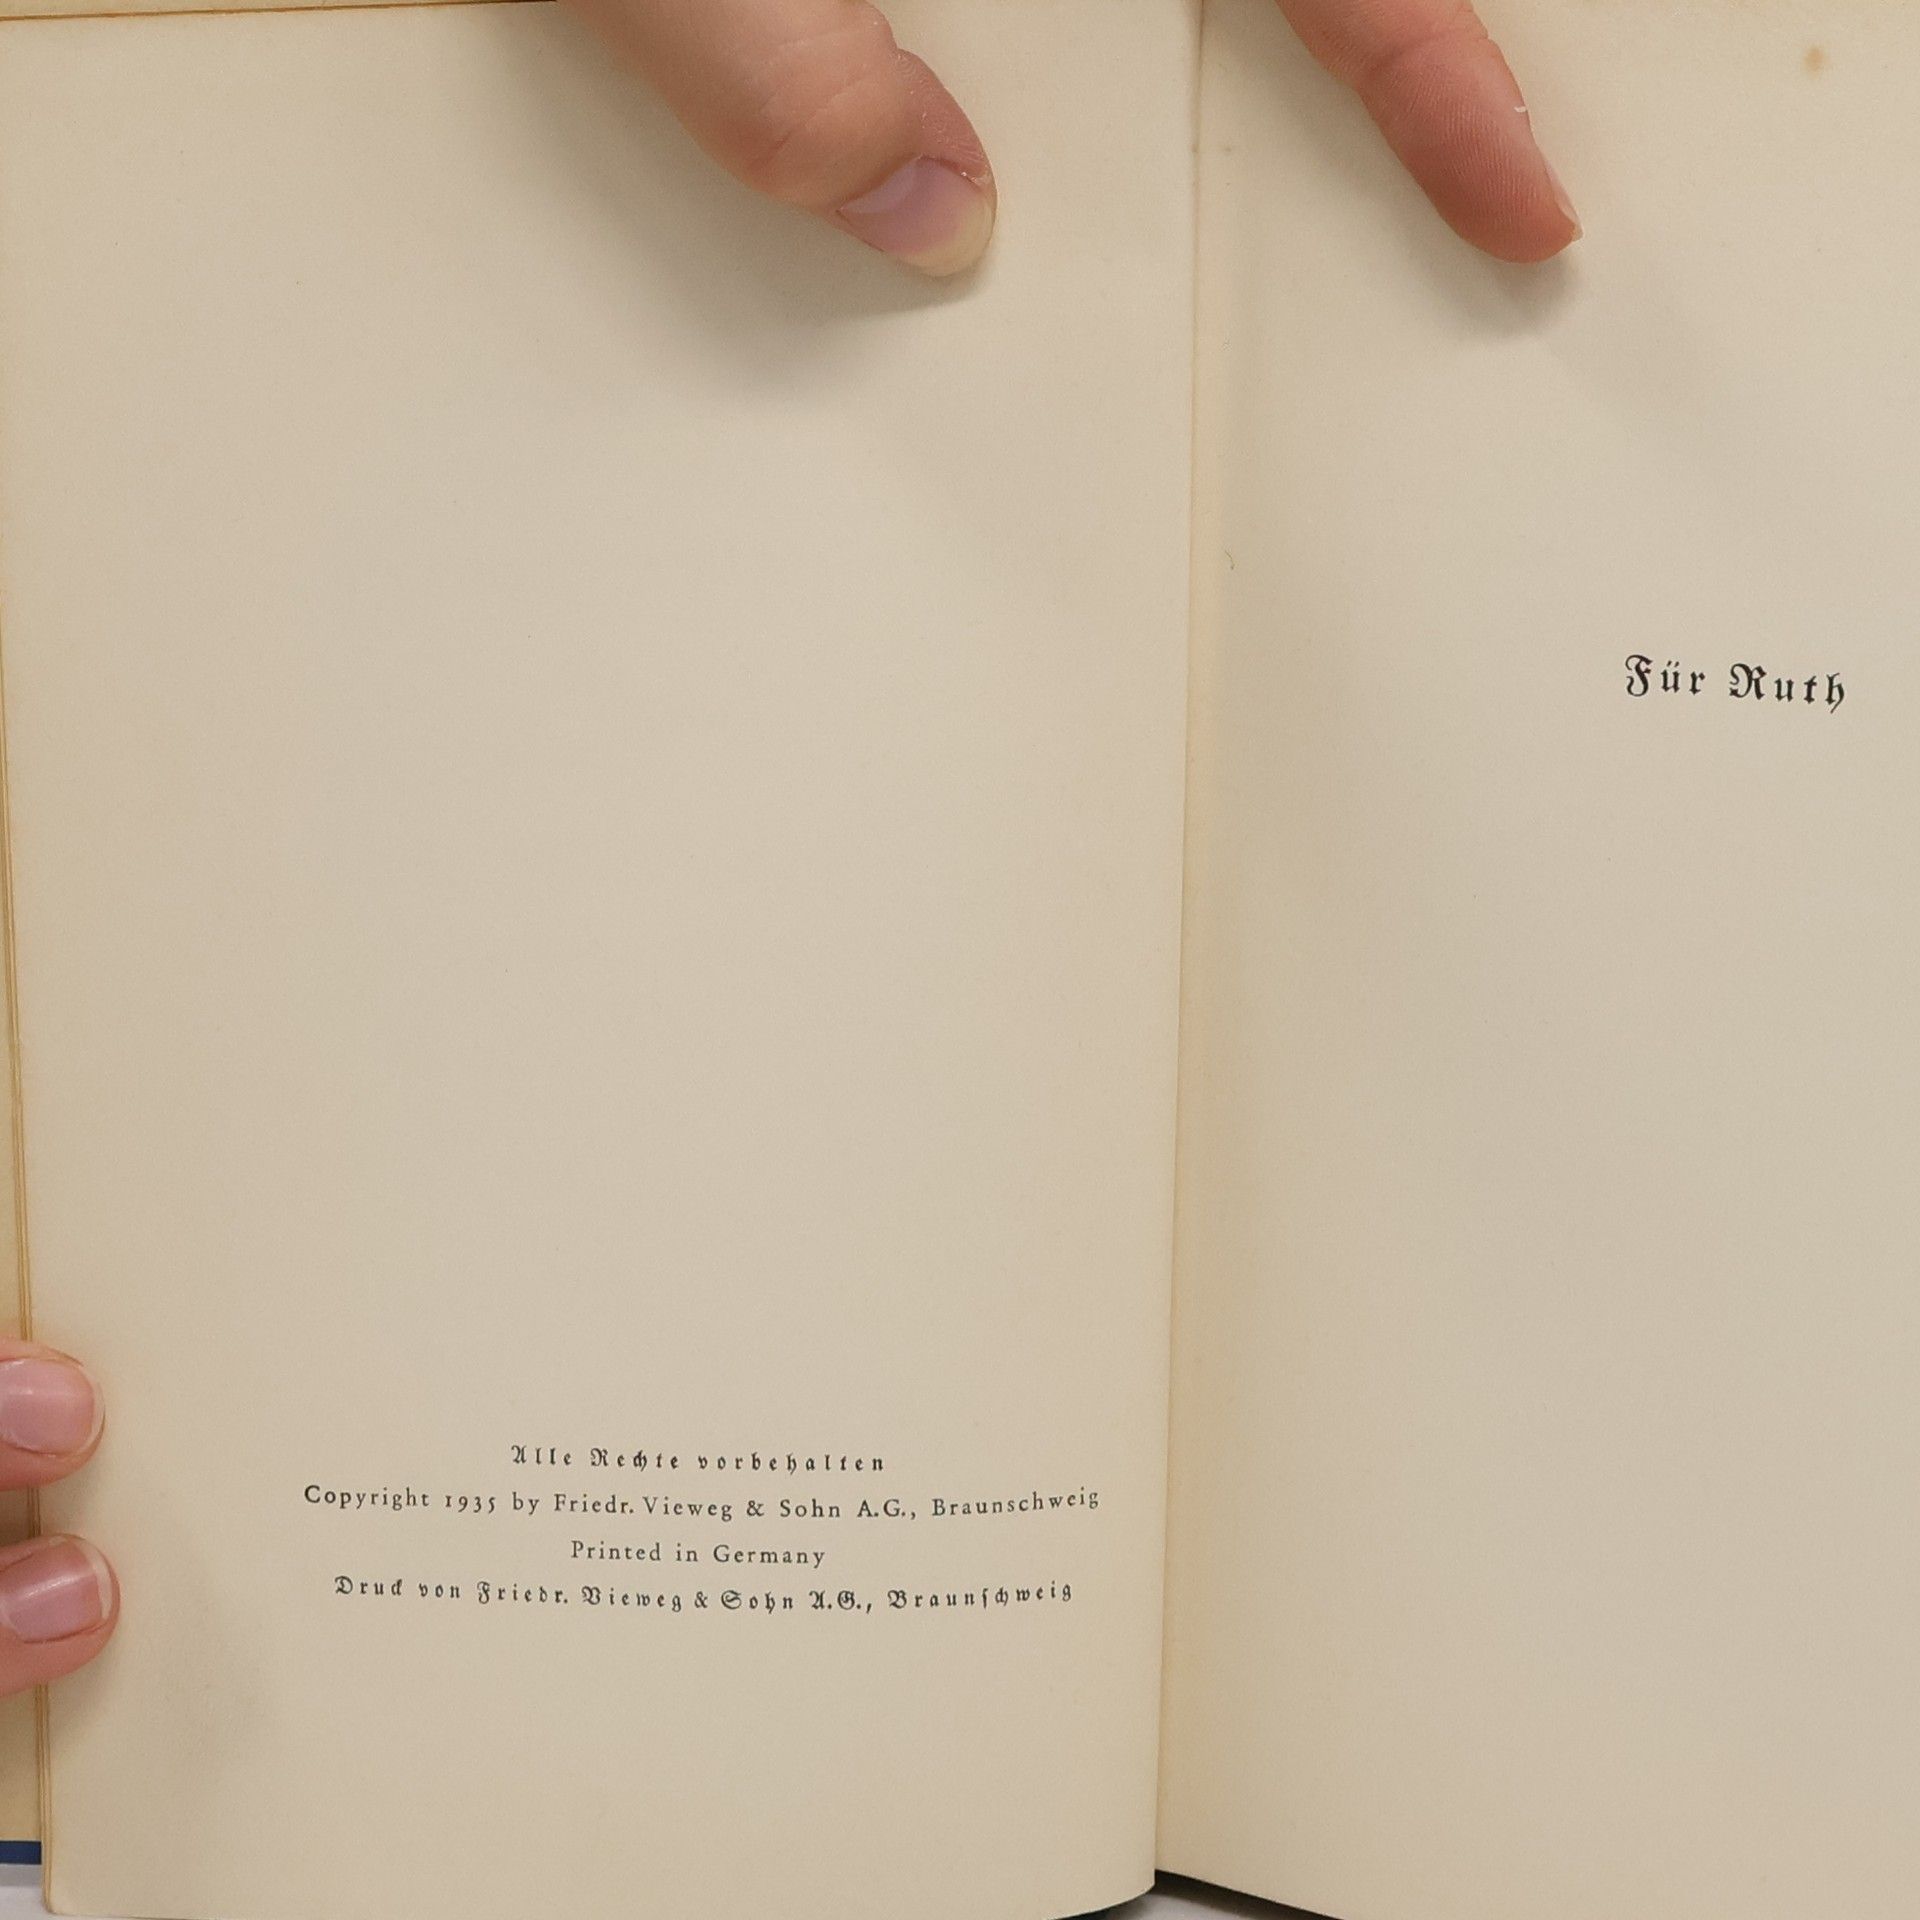 Alle Rechte vorbehalten
Copyright 1935 by Friedr. Vieweg & Sohn A.G., Braunschweig
Printed in Germany
Druck von Friedr. Vieweg & Sohn A.G., Braunſchweig
Für Ruth